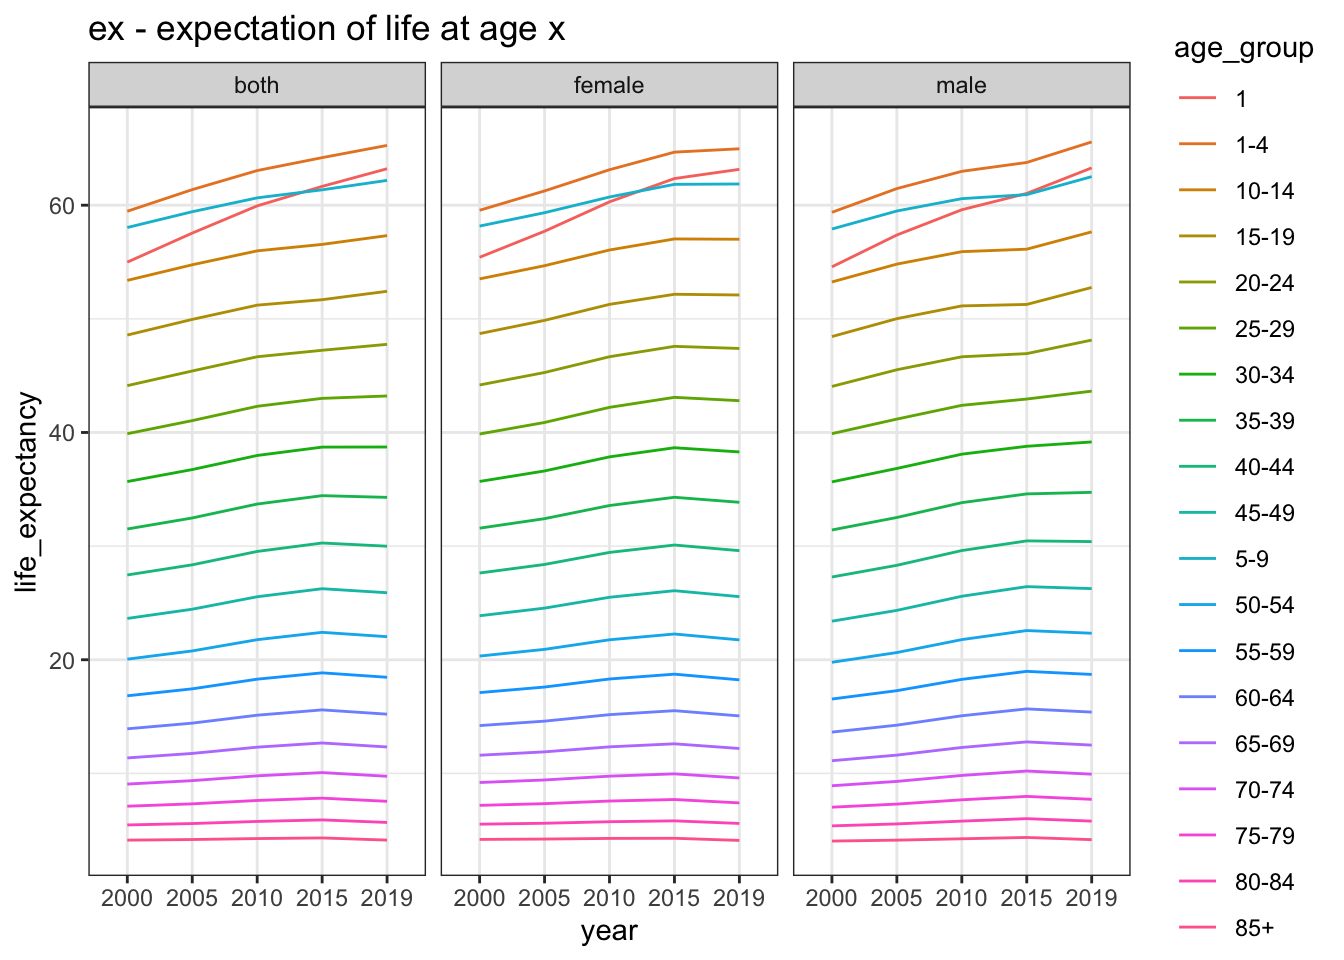 ex - expectation of life at age x
both
female
male
life_expectancy
60
40
20
2000 2005 2010 2015 2019
2000 2005 2010 2015 2019
2000 2005 2010 2015 2019
year
age_group
1
1-4
10-14
15-19
20-24
25-29
30-34
35-39
40-44
45-49
5-9
50-54
55-59
60-64
65-69
70-74
75-79
80-84
85+